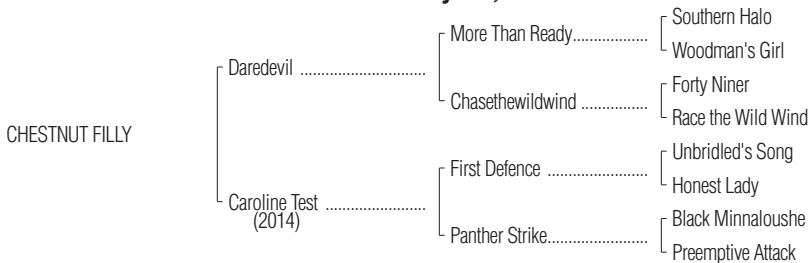 Southern Halo
More Than Ready.................
Woodman's Girl
Daredevil ..............................
Forty Niner
Chasethewildwind ................
Race the Wild Wind
CHESTNUT FILLY
Unbridled's Song
First Defence ........................
Honest Lady
Caroline Test ........................
(2014)
Black Minnaloushe
Panther Strike........................
Preemptive Attack